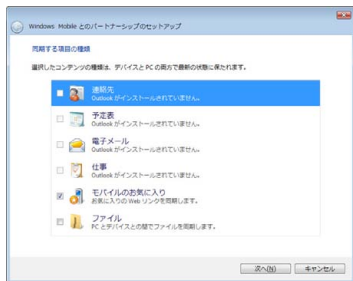 Windows Mobile とのパートナーシップのセットアップ
同期する項目の種類
選択したコンテンツの種類は、デバイスと PC の両方で最新の状態に保たれます。
連絡先
Outlook がインストールされていません。
予定表
Outlook がインストールされていません。
電子メール
Outlook がインストールされていません。
仕事
Outlook がインストールされていません。
モバイルのお気に入り
お気に入りの Web リンクを同期します。
ファイル
PC とデバイスとの間でファイルを同期します。
次へ(N)
キャンセル